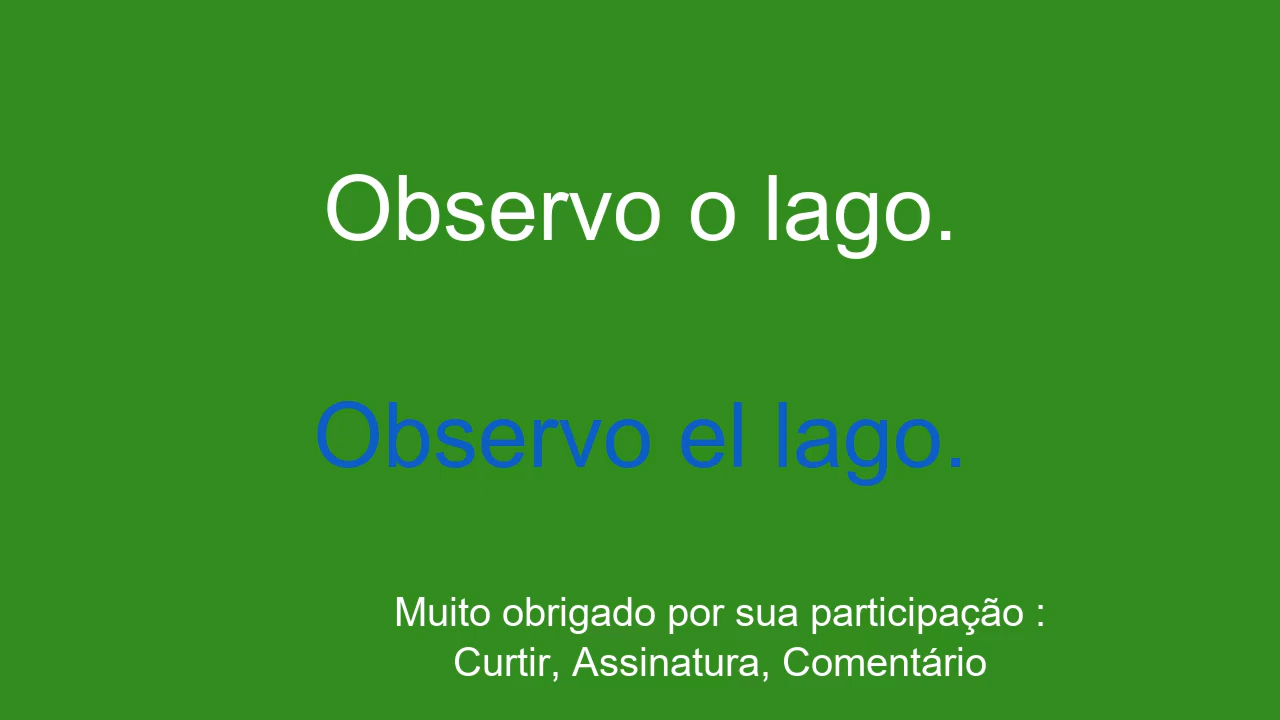 Observo o lago.
Observo el lago.
Muito obrigado por sua participação :
Curtir, Assinatura, Comentário